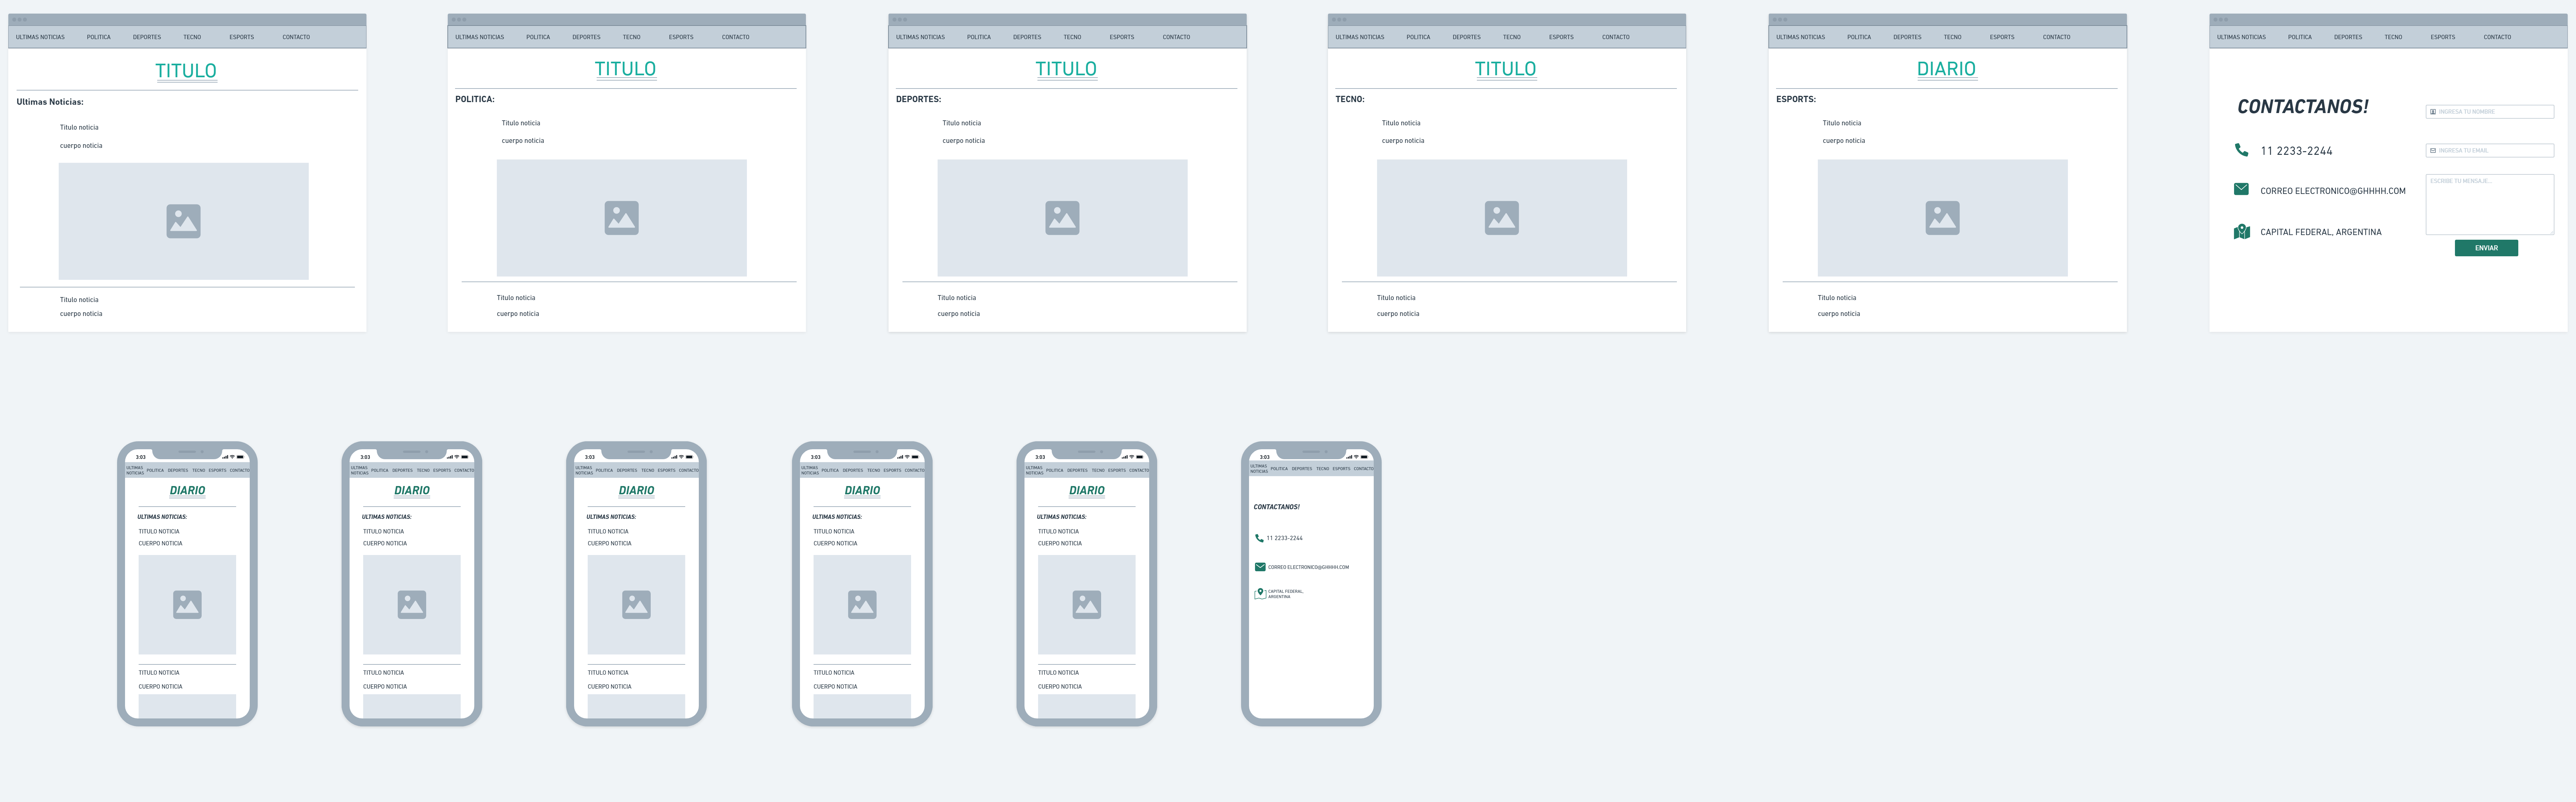 ULTIMAS NOTICIAS POLITICA DEPORTES TECNO ESPORTS CONTACTO
TITULO
Ultimas Noticias:
Titulo noticia
cuerpo noticia
Titulo noticia
cuerpo noticia
ULTIMAS NOTICIAS POLITICA DEPORTES TECNO ESPORTS CONTACTO
TITULO
POLITICA:
Titulo noticia
cuerpo noticia
Titulo noticia
cuerpo noticia
ULTIMAS NOTICIAS POLITICA DEPORTES TECNO ESPORTS CONTACTO
TITULO
DEPORTES:
Titulo noticia
cuerpo noticia
Titulo noticia
cuerpo noticia
ULTIMAS NOTICIAS POLITICA DEPORTES TECNO ESPORTS CONTACTO
TITULO
TECNO:
Titulo noticia
cuerpo noticia
Titulo noticia
cuerpo noticia
ULTIMAS NOTICIAS POLITICA DEPORTES TECNO ESPORTS CONTACTO
DIARIO
ESPORTS:
Titulo noticia
cuerpo noticia
Titulo noticia
cuerpo noticia
ULTIMAS NOTICIAS POLITICA DEPORTES TECNO ESPORTS CONTACTO
CONTACTANOS!
11 2233-2244
CORREO ELECTRONICO@GHHHH.COM
CAPITAL FEDERAL, ARGENTINA
INGRESA TU NOMBRE
INGRESA TU EMAIL
ESCRIBE TU MENSAJE...
ENVIAR
3:03
ULTIMAS
NOTICIAS POLITICA DEPORTES TECNO ESPORTS CONTACTO
DIARIO
ULTIMAS NOTICIAS:
TITULO NOTICIA
CUERPO NOTICIA
TITULO NOTICIA
CUERPO NOTICIA
3:03
ULTIMAS
NOTICIAS POLITICA DEPORTES TECNO ESPORTS CONTACTO
DIARIO
ULTIMAS NOTICIAS:
TITULO NOTICIA
CUERPO NOTICIA
TITULO NOTICIA
CUERPO NOTICIA
3:03
ULTIMAS
NOTICIAS POLITICA DEPORTES TECNO ESPORTS CONTACTO
DIARIO
ULTIMAS NOTICIAS:
TITULO NOTICIA
CUERPO NOTICIA
TITULO NOTICIA
CUERPO NOTICIA
3:03
ULTIMAS
NOTICIAS POLITICA DEPORTES TECNO ESPORTS CONTACTO
DIARIO
ULTIMAS NOTICIAS:
TITULO NOTICIA
CUERPO NOTICIA
TITULO NOTICIA
CUERPO NOTICIA
3:03
ULTIMAS
NOTICIAS POLITICA DEPORTES TECNO ESPORTS CONTACTO
DIARIO
ULTIMAS NOTICIAS:
TITULO NOTICIA
CUERPO NOTICIA
TITULO NOTICIA
CUERPO NOTICIA
3:03
ULTIMAS
NOTICIAS POLITICA DEPORTES TECNO ESPORTS CONTACTO
CONTACTANOS!
11 2233-2244
CORREO ELECTRONICO@GHHHH.COM
CAPITAL FEDERAL,
ARGENTINA